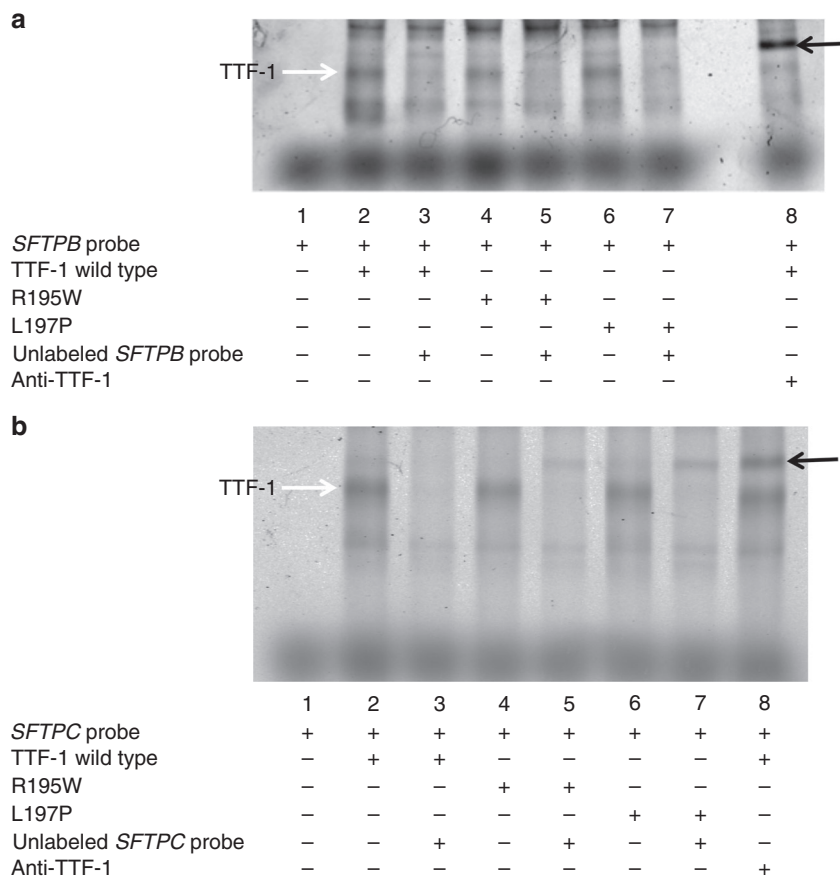 a
TTF-1
1 2 3 4 5 6 7 8
SFTPB probe + + + + + + + +
TTF-1 wild type – + + – – – – +
R195W – – – + + – – –
L197P – – – – – + + –
Unlabeled SFTPB probe – – + – + – + –
Anti-TTF-1 – – – – – – – +
b
TTF-1
1 2 3 4 5 6 7 8
SFTPC probe + + + + + + + +
TTF-1 wild type – + + – – – – +
R195W – – – + + – – –
L197P – – – – – + + –
Unlabeled SFTPC probe – – + – + – + –
Anti-TTF-1 – – – – – – – +